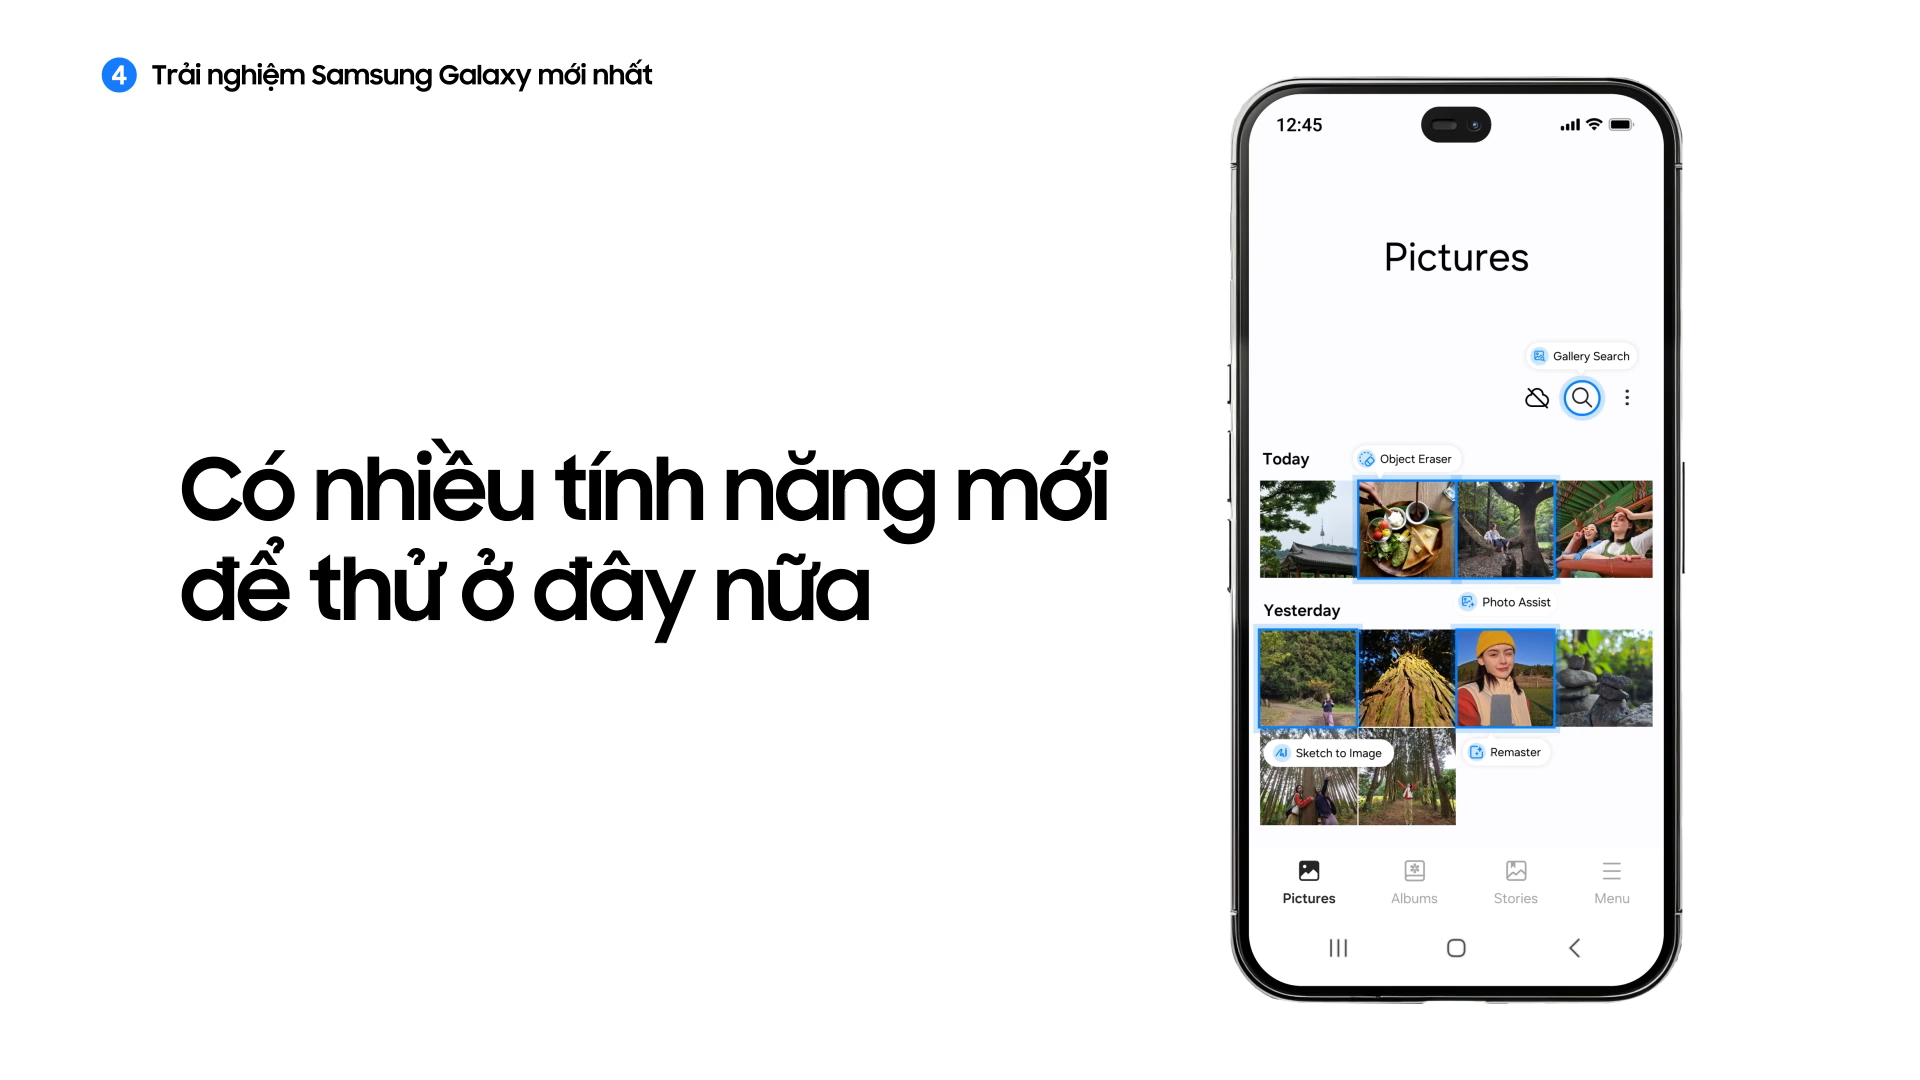 4 Trải nghiệm Samsung Galaxy mới nhất
Có nhiều tính năng mới
để thử ở đây nữa
12:45
Pictures
Gallery Search
Today
Object Eraser
Yesterday
Photo Assist
Sketch to Image
Remaster
Pictures
Albums
Stories
Menu